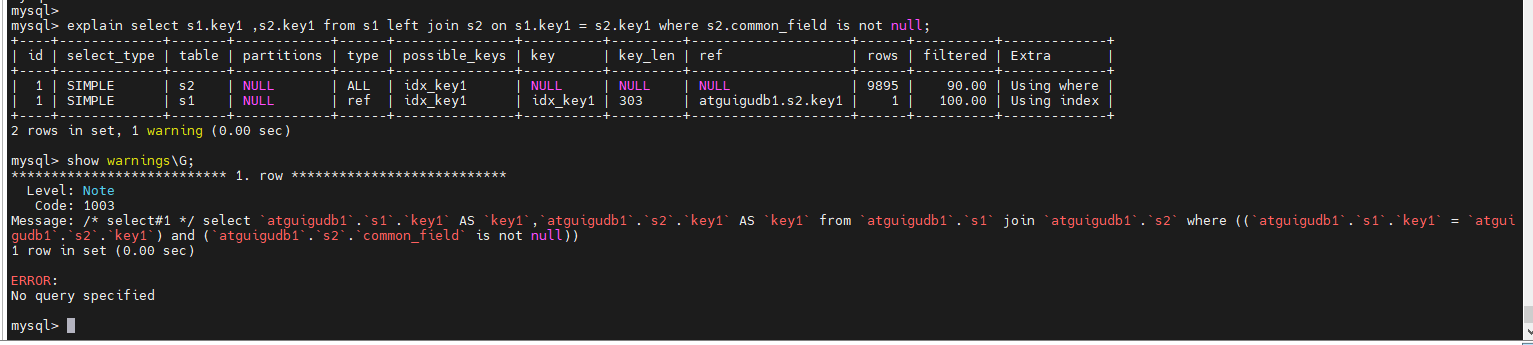 mysql>
mysql> explain select s1.key1 ,s2.key1 from s1 left join s2 on s1.key1 = s2.key1 where s2.common_field is not null;
+----+-------------+-------+------------+------+---------------+----------+---------+--------------------+------+----------+-------------+
| id | select_type | table | partitions | type | possible_keys | key      | key_len | ref                | rows | filtered | Extra       |
+----+-------------+-------+------------+------+---------------+----------+---------+--------------------+------+----------+-------------+
|  1 | SIMPLE      | s2    | NULL       | ALL  | idx_key1      | NULL     | NULL    | NULL               | 9895 |    90.00 | Using where |
|  1 | SIMPLE      | s1    | NULL       | ref  | idx_key1      | idx_key1 | 303     | atguigudb1.s2.key1 |    1 |   100.00 | Using index |
+----+-------------+-------+------------+------+---------------+----------+---------+--------------------+------+----------+-------------+
2 rows in set, 1 warning (0.00 sec)
mysql> show warnings\G;
*************************** 1. row ***************************
  Level: Note
   Code: 1003
Message: /* select#1 */ select `atguigudb1`.`s1`.`key1` AS `key1`,`atguigudb1`.`s2`.`key1` AS `key1` from `atguigudb1`.`s1` join `atguigudb1`.`s2` where ((`atguigudb1`.`s1`.`key1` = `atgui
gudb1`.`s2`.`key1`) and (`atguigudb1`.`s2`.`common_field` is not null))
1 row in set (0.00 sec)
ERROR:
No query specified
mysql>